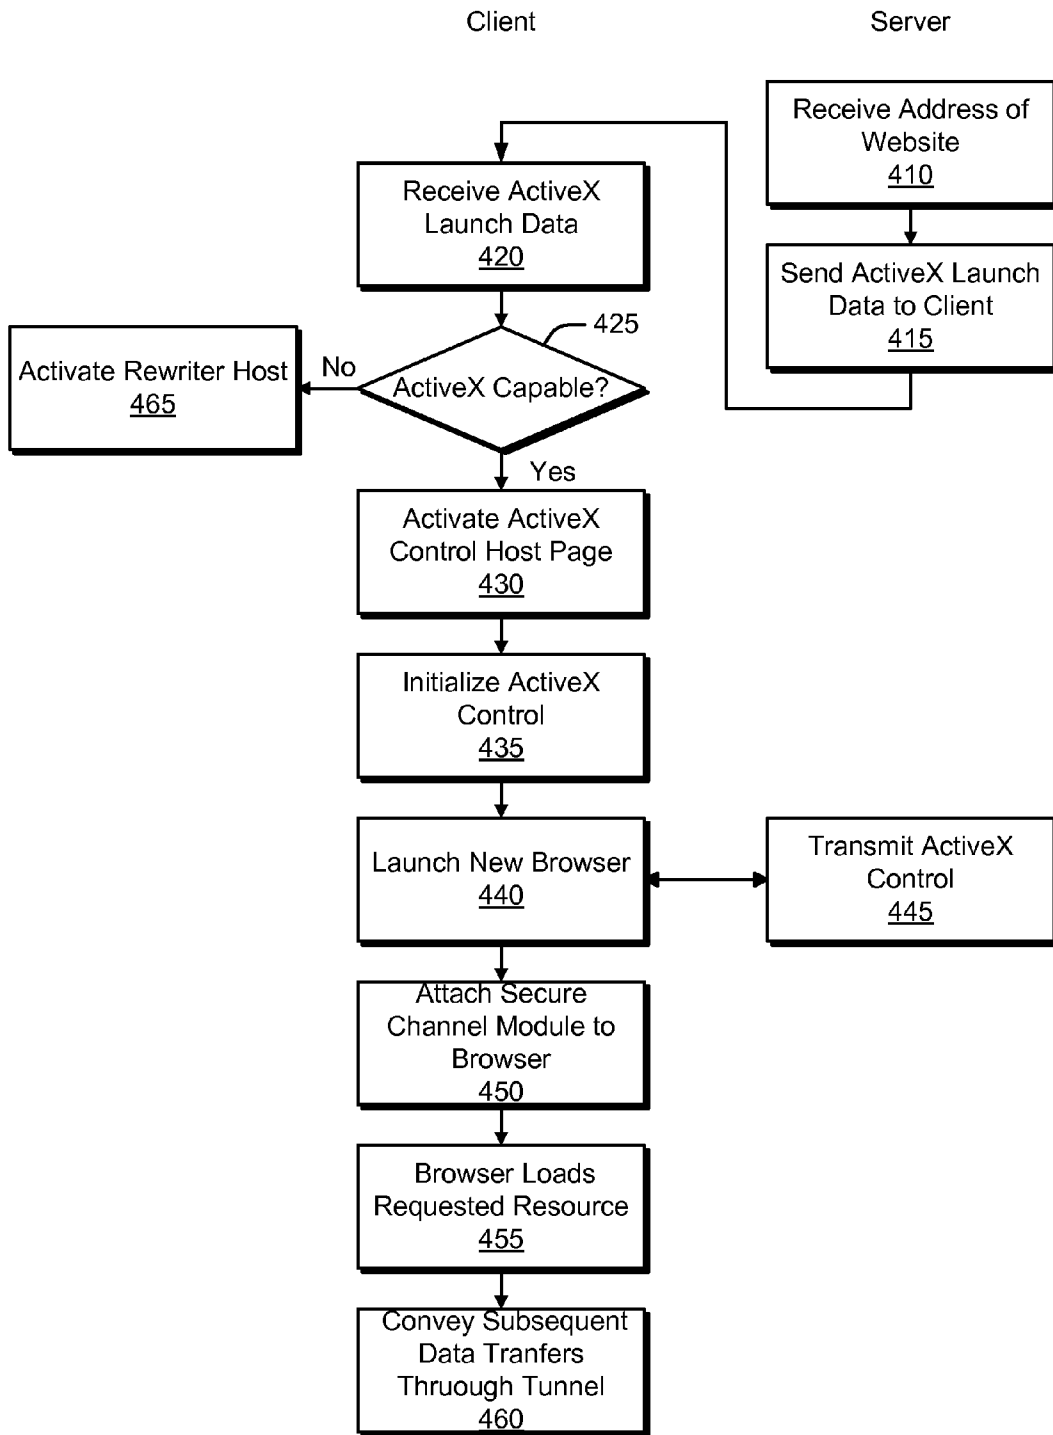 Client
Server
Receive Address of
Website
410
Receive ActiveX
Launch Data
420
Send ActiveX Launch
Data to Client
415
425
Activate Rewriter Host
465
No
ActiveX Capable?
Yes
Activate ActiveX
Control Host Page
430
Initialize ActiveX
Control
435
Launch New Browser
440
Transmit ActiveX
Control
445
Attach Secure
Channel Module to
Browser
450
Browser Loads
Requested Resource
455
Convey Subsequent
Data Tranfers
Thruough Tunnel
460